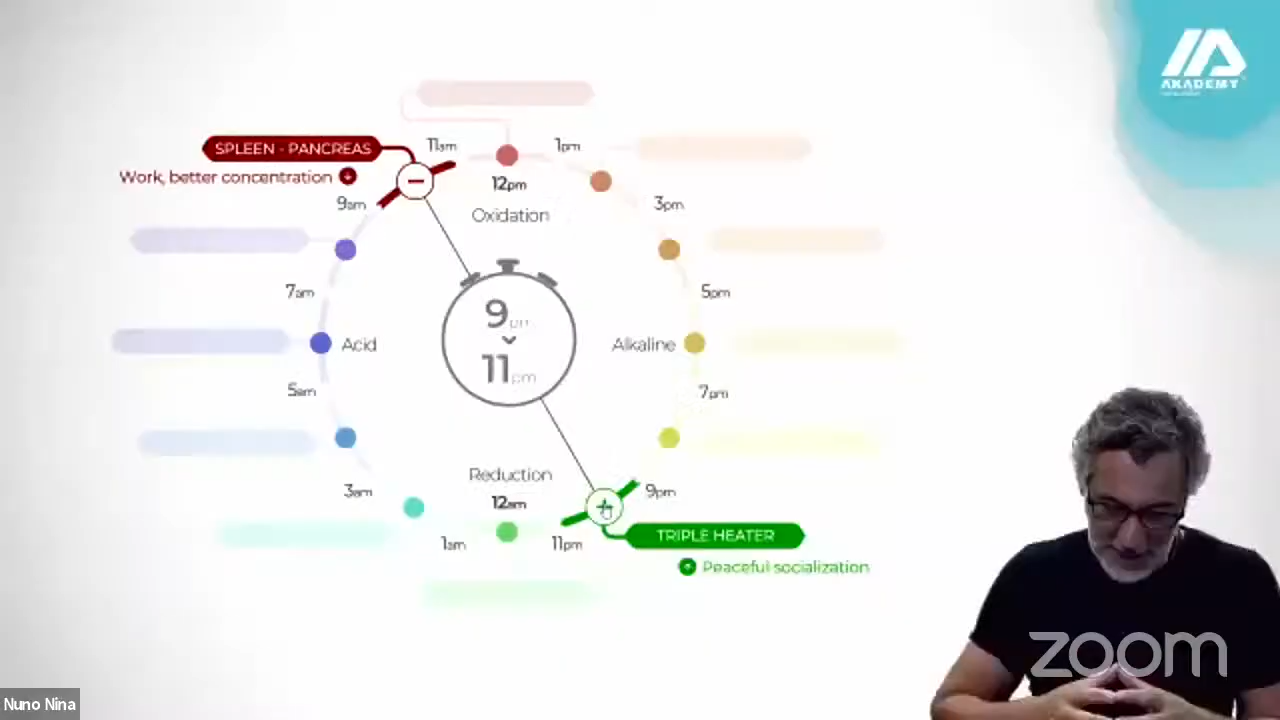 AKADEMY
11am
1pm
SPLEEN - PANCREAS
Work, better concentration
12pm
9am
3pm
Oxidation
7am
5pm
9pm
11pm
Acid
Alkaline
5am
7pm
Reduction
3am
12am
9pm
1am
11pm
TRIPLE HEATER
Peaceful socialization
zoom
Nuno Nina